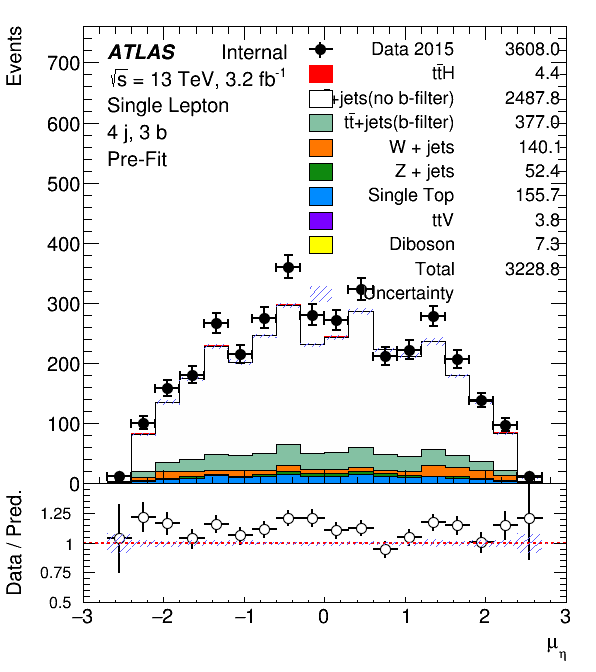 Events
ATLAS Internal
√s = 13 TeV, 3.2 fb⁻¹
Single Lepton
4 j, 3 b
Pre-Fit
Data 2015 3608.0
tt̄H 4.4
+jets(no b-filter) 2487.8
tt̄+jets(b-filter) 377.0
W + jets 140.1
Z + jets 52.4
Single Top 155.7
ttV 3.8
Diboson 7.3
Total 3228.8
Uncertainty
700
600
500
400
300
200
100
0
Data / Pred.
1.25
1
0.75
0.5
−3 −2 −1 0 1 2 3
μη